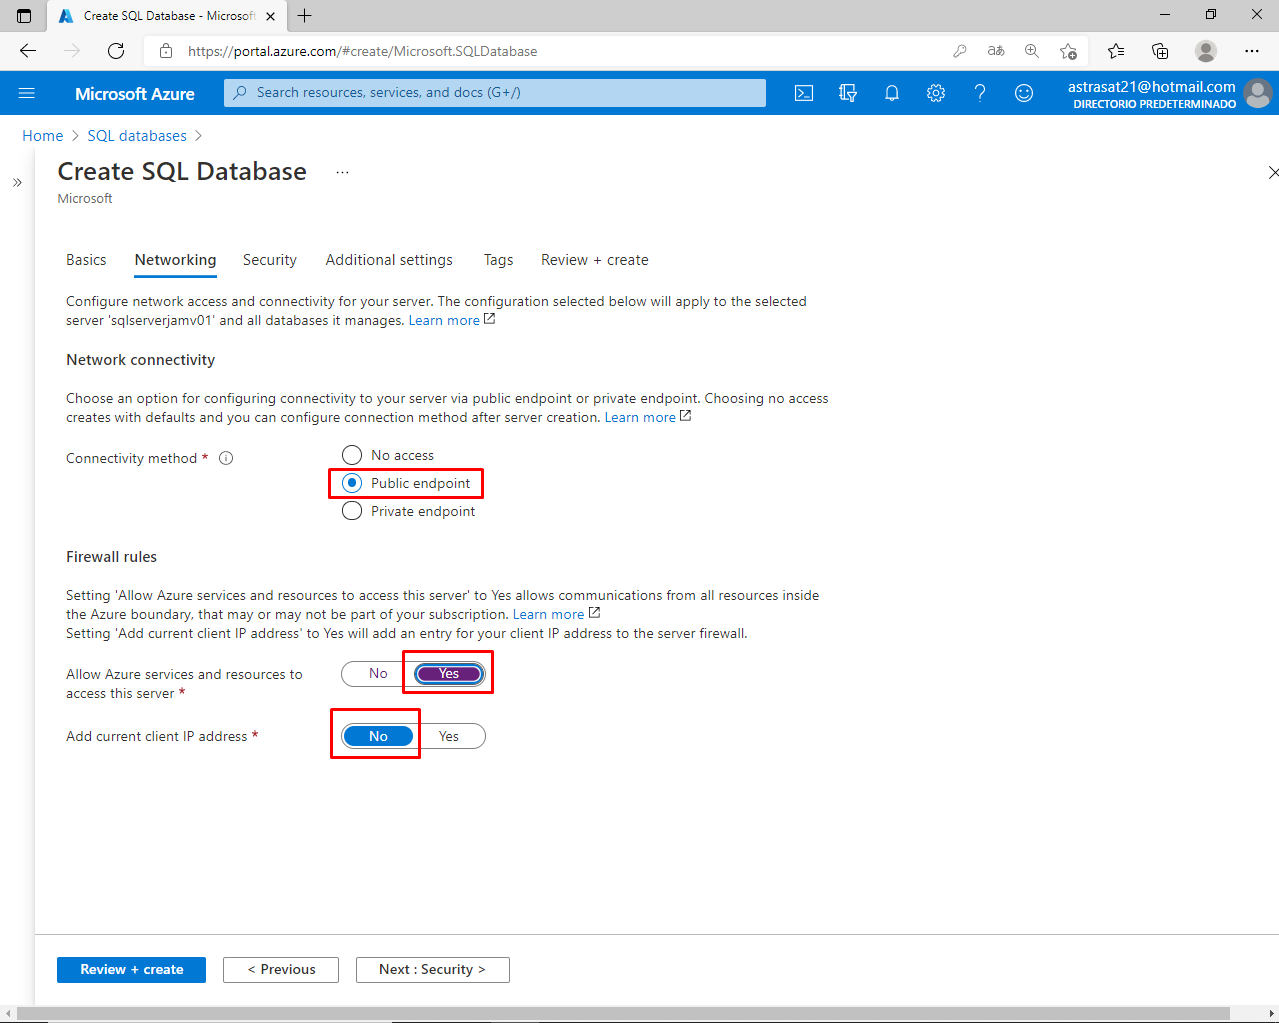 Create SQL Database - Microsoft
https://portal.azure.com/#create/Microsoft.SQLDatabase
Microsoft Azure
Search resources, services, and docs (G+/)
astrasat21@hotmail.com
DIRECTORIO PREDETERMINADO
Home > SQL databases >
Create SQL Database ...
Microsoft
Basics Networking Security Additional settings Tags Review + create
Configure network access and connectivity for your server. The configuration selected below will apply to the selected
server 'sqlserverjamv01' and all databases it manages. Learn more
Network connectivity
Choose an option for configuring connectivity to your server via public endpoint or private endpoint. Choosing no access
creates with defaults and you can configure connection method after server creation. Learn more
Connectivity method *
No access
Public endpoint
Private endpoint
Firewall rules
Setting 'Allow Azure services and resources to access this server' to Yes allows communications from all resources inside
the Azure boundary, that may or may not be part of your subscription. Learn more
Setting 'Add current client IP address' to Yes will add an entry for your client IP address to the server firewall.
Allow Azure services and resources to
access this server *
No Yes
Add current client IP address *
No Yes
Review + create
< Previous
Next : Security >